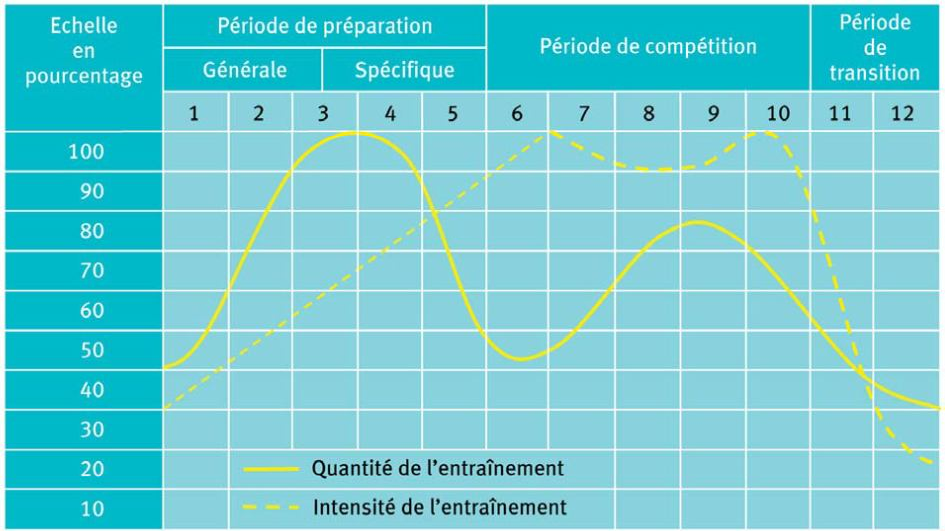 Echelle
en
pourcentage
Période de préparation
Générale
Spécifique
Période de compétition
Période
de
transition
1 2 3 4 5 6 7 8 9 10 11 12
100
90
80
70
60
50
40
30
20
10
Quantité de l'entraînement
Intensité de l'entraînement